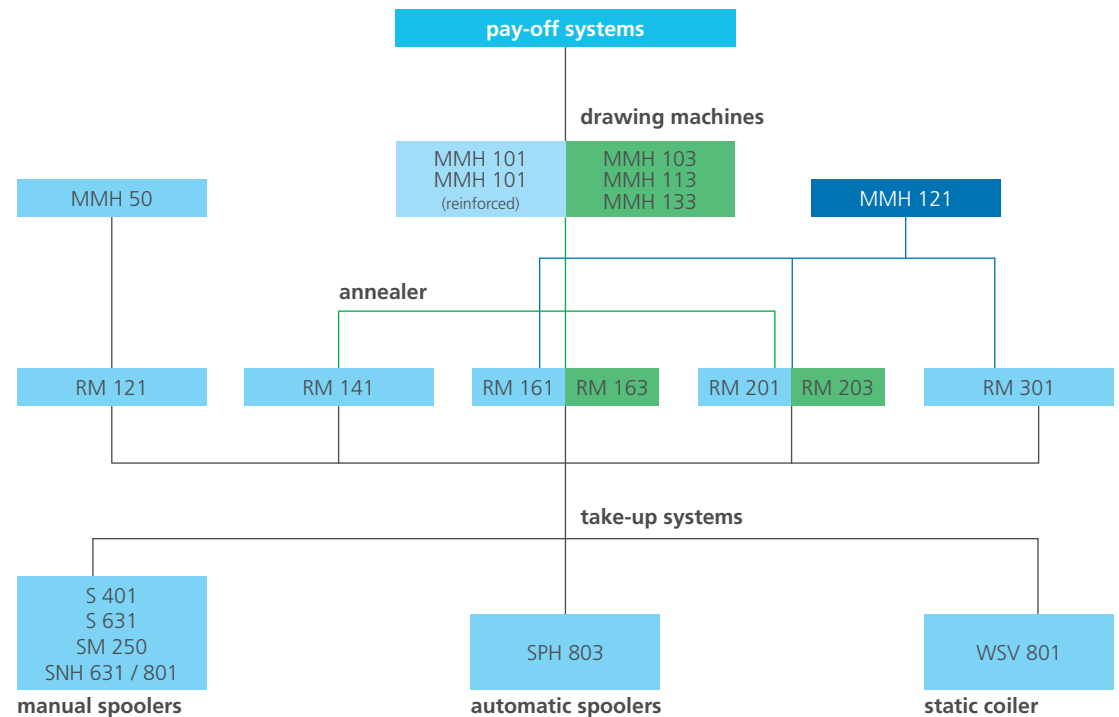 pay-off systems
drawing machines
MMH 101
MMH 101
(reinforced)
MMH 103
MMH 113
MMH 133
MMH 50
MMH 121
annealer
RM 121
RM 141
RM 161
RM 163
RM 201
RM 203
RM 301
take-up systems
S 401
S 631
SM 250
SNH 631 / 801
manual spoolers
SPH 803
automatic spoolers
WSV 801
static coiler